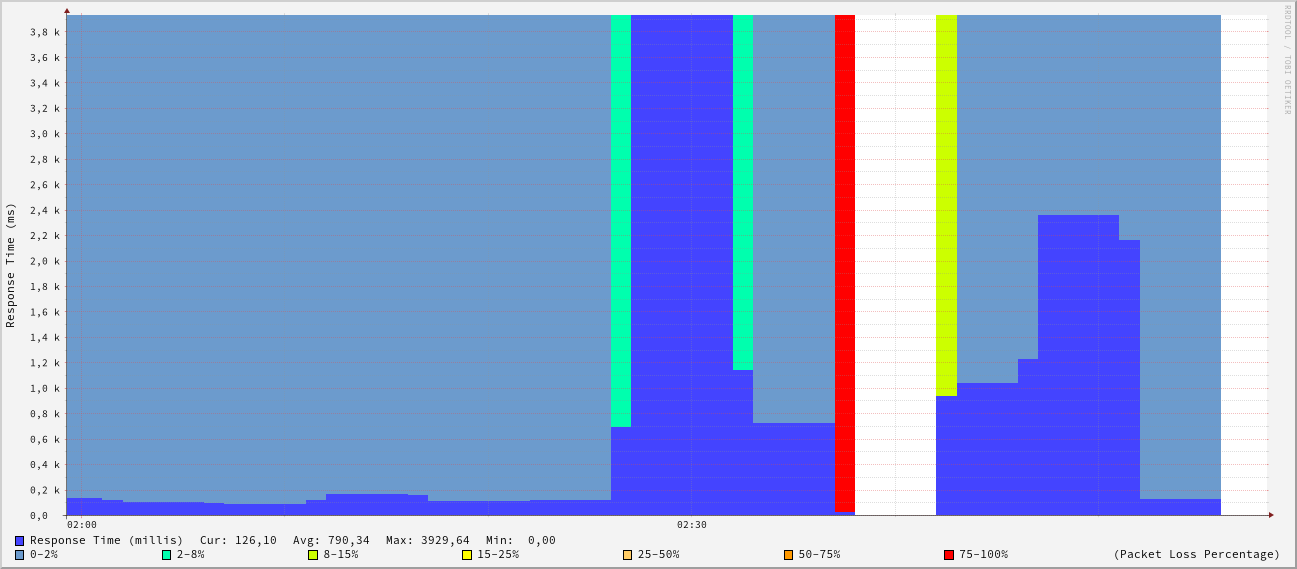 RRDTOOL / TOBI OETIKER
Response Time (ms)
3,8 k
3,6 k
3,4 k
3,2 k
3,0 k
2,8 k
2,6 k
2,4 k
2,2 k
2,0 k
1,8 k
1,6 k
1,4 k
1,2 k
1,0 k
0,8 k
0,6 k
0,4 k
0,2 k
0,0
02:00 02:30
Response Time (millis) Cur: 126,10 Avg: 790,34 Max: 3929,64 Min: 0,00
0-2% 2-8% 8-15% 15-25% 25-50% 50-75% 75-100% (Packet Loss Percentage)